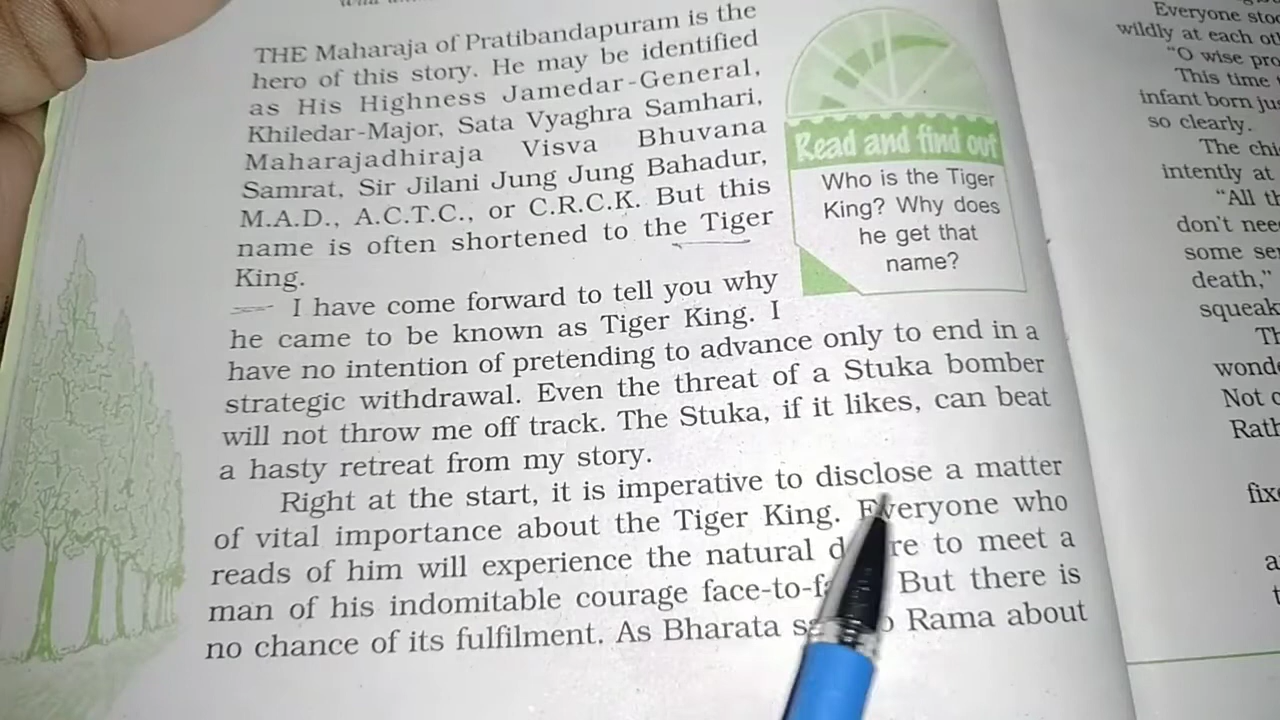 THE Maharaja of Pratibandapuram is the
hero of this story. He may be identified
as His Highness Jamedar-General,
Khiledar-Major, Sata Vyaghra Samhari,
Maharajadhiraja Visva Bhuvana
Samrat, Sir Jilani Jung Jung Bahadur,
M.A.D., A.C.T.C., or C.R.C.K. But this
name is often shortened to the Tiger
King.
I have come forward to tell you why
he came to be known as Tiger King. I
have no intention of pretending to advance only to end in a
strategic withdrawal. Even the threat of a Stuka bomber
will not throw me off track. The Stuka, if it likes, can beat
a hasty retreat from my story.
Right at the start, it is imperative to disclose a matter
of vital importance about the Tiger King. Everyone who
reads of him will experience the natural to meet a
man of his indomitable courage But there is
no chance of its fulfilment. As Bharata Rama about
Read and find out
Who is the Tiger
King? Why does
he get that
name?
Everyone
wildly at each
"O wise
This time
infant born
so clearly.
The
intently at
"All
don't
some
death,"
Not